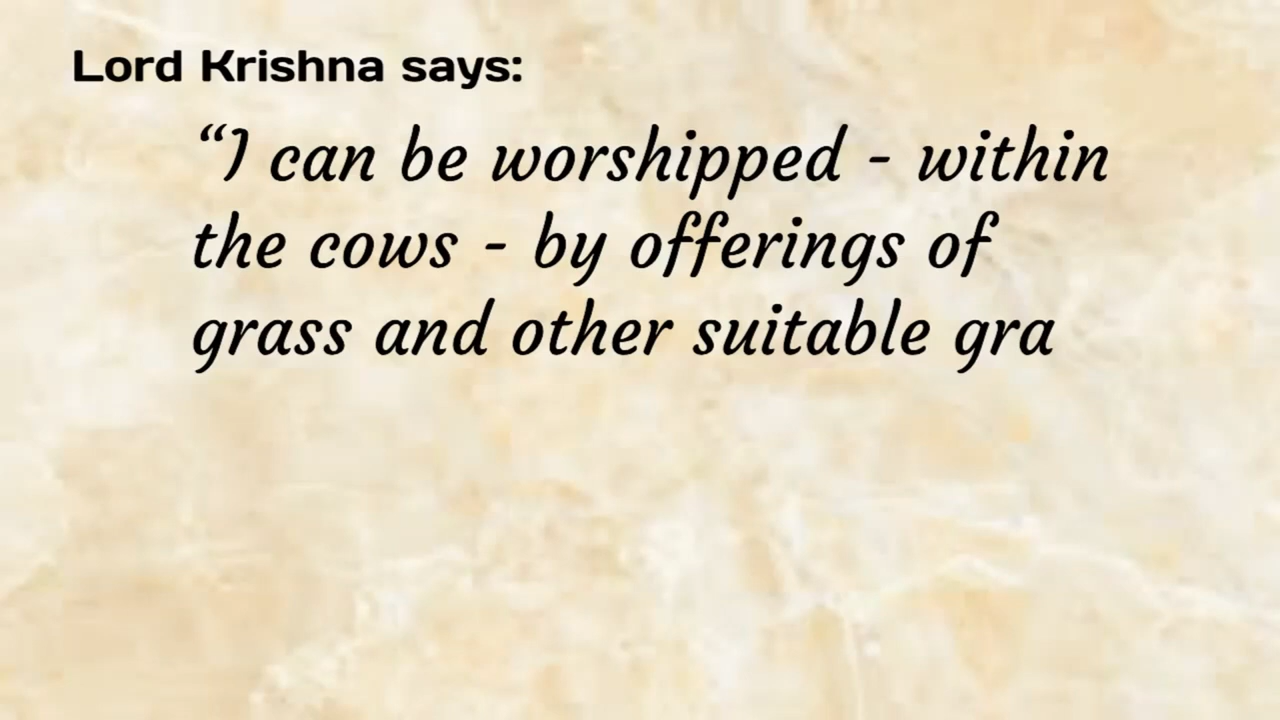 Lord Krishna says:
“I can be worshipped - within
the cows - by offerings of
grass and other suitable gra